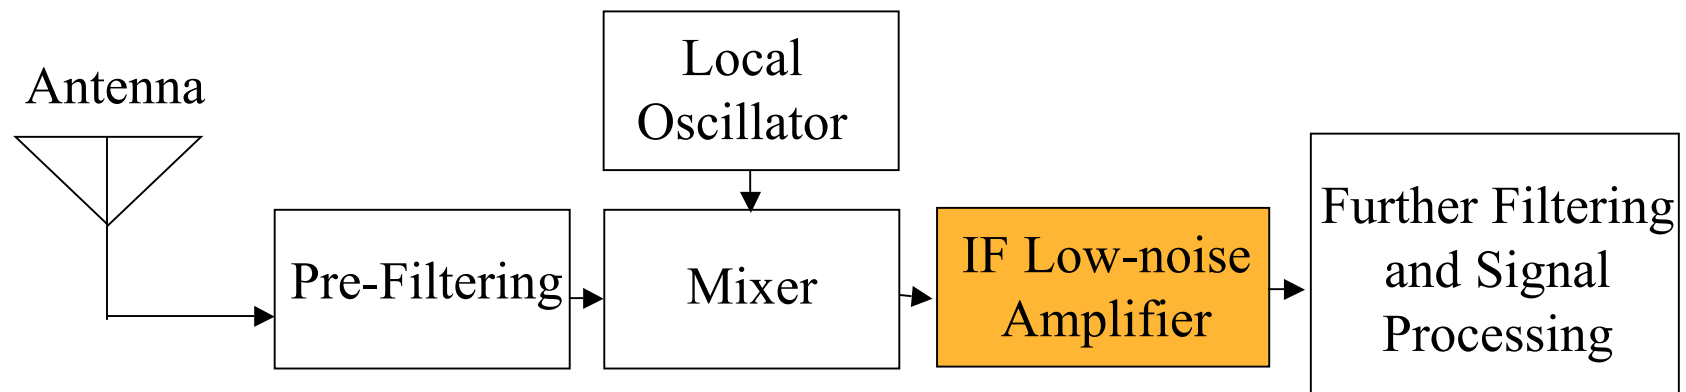 Antenna
Local
Oscillator
Pre-Filtering
Mixer
IF Low-noise
Amplifier
Further Filtering
and Signal
Processing